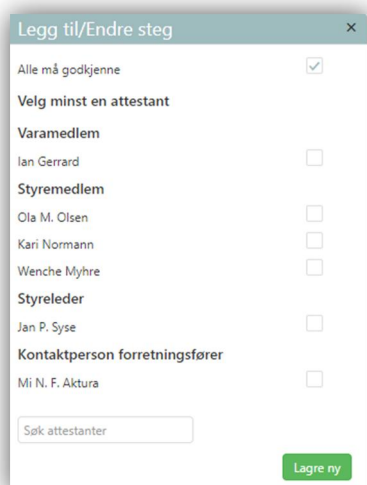 Legg til/Endre steg
Alle må godkjenne
Velg minst en attestant
Varamedlem
Ian Gerrard
Styremedlem
Ola M. Olsen
Kari Normann
Wenche Myhre
Styreleder
Jan P. Syse
Kontaktperson forretningsfører
Mi N. F. Aktura
Søk attestanter
Lagre ny